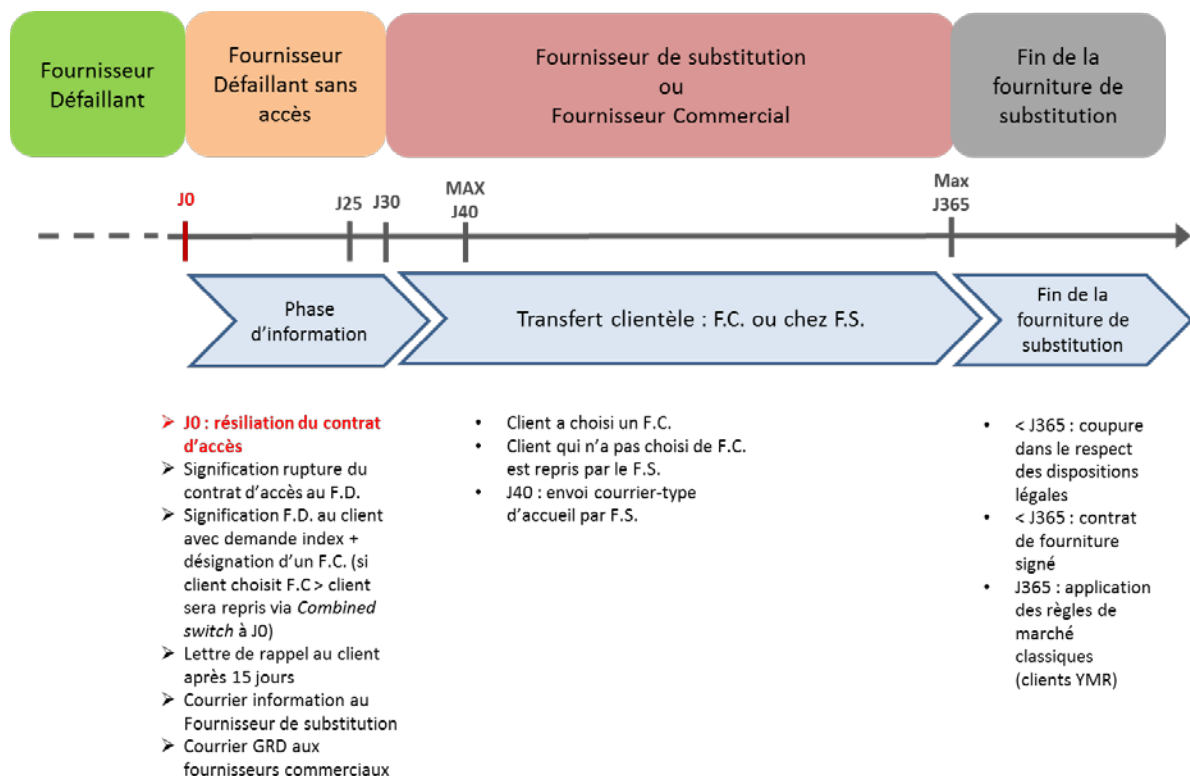 Fournisseur
Défaillant
Fournisseur
Défaillant sans
accès
Fournisseur de substitution
ou
Fournisseur Commercial
Fin de la
fourniture de
substitution
J0
J25
J30
MAX
J40
Max
J365
Phase
d'information
Transfert clientèle : F.C. ou chez F.S.
Fin de la
fourniture de
substitution
➢ J0 : résiliation du contrat
d'accès
➢ Signification rupture du
contrat d'accès au F.D.
➢ Signification F.D. au client
avec demande index +
désignation d'un F.C. (si
client choisit F.C > client
sera repris via Combined
switch à J0)
➢ Lettre de rappel au client
après 15 jours
➢ Courrier information au
Fournisseur de substitution
➢ Courrier GRD aux
fournisseurs commerciaux
• Client a choisi un F.C.
• Client qui n'a pas choisi de F.C.
est repris par le F.S.
• J40 : envoi courrier-type
d'accueil par F.S.
• < J365 : coupure
dans le respect
des dispositions
légales
• < J365 : contrat
de fourniture
signé
• J365 : application
des règles de
marché
classiques
(clients YMR)